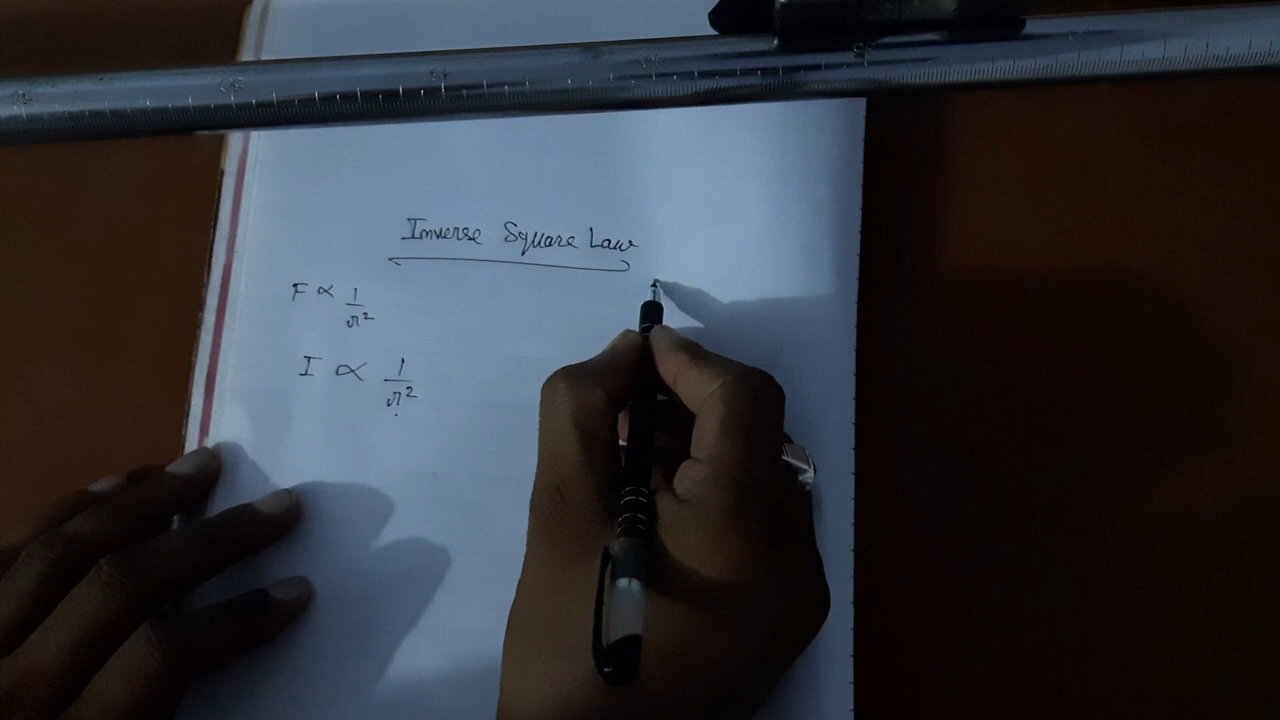 Inverse Square Law
F ∝ 1/r²
I ∝ 1/r²